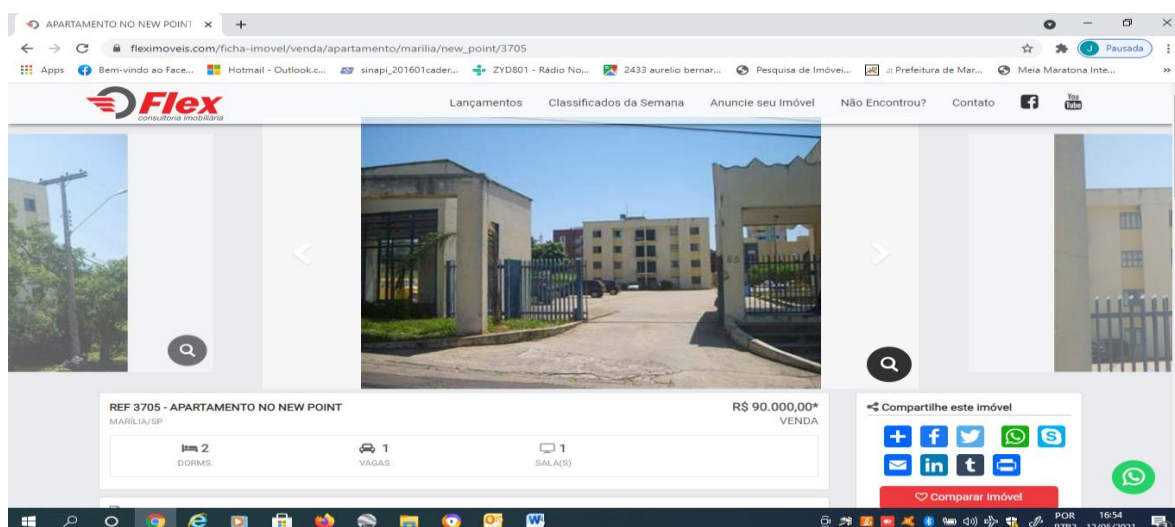 APARTAMENTO NO NEW POINT
fleximoveis.com/ficha-imovel/venda/apartamento/marilia/new_point/3705
J Pausada
Apps Bem-vindo ao Face... Hotmail - Outlook.c... sinapi_201601cader... ZYD801 - Rádio No... 2433 aurelio bernar... Pesquisa de Imóvei... .:: Prefeitura de Mar... Meia Maratona Inte... »
Flex
consultoria imobiliária
Lançamentos Classificados da Semana Anuncie seu Imóvel Não Encontrou? Contato You Tube
REF 3705 - APARTAMENTO NO NEW POINT R$ 90.000,00*
MARÍLIA/SP VENDA
2 1 1
DORMS. VAGAS SALA(S)
Compartilhe este imóvel
Comparar Imóvel
POR 16:54
PTB2 12/05/2021